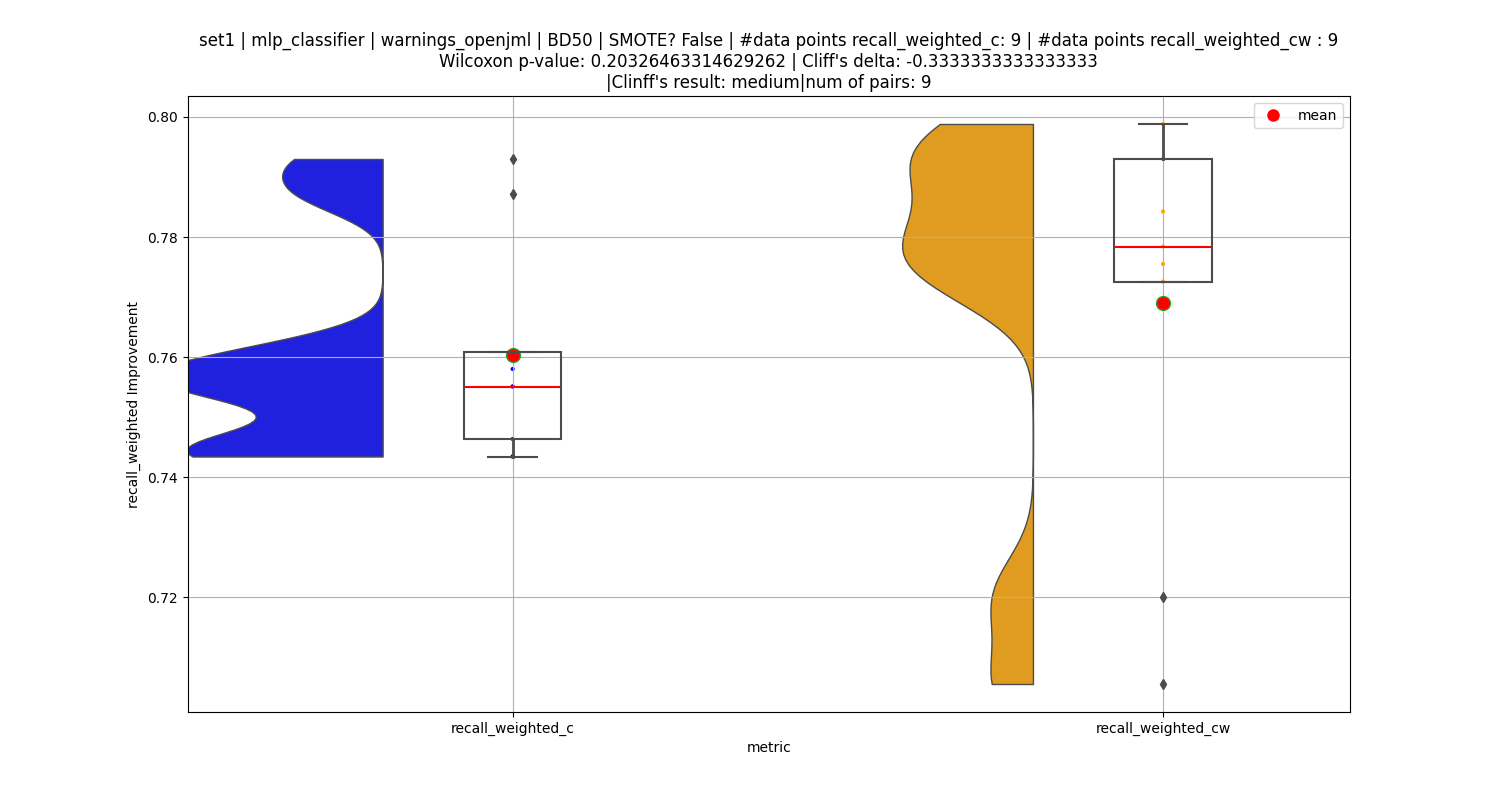 set1 | mlp_classifier | warnings_openjml | BD50 | SMOTE? False | #data points recall_weighted_c: 9 | #data points recall_weighted_cw : 9
Wilcoxon p-value: 0.20326463314629262 | Cliff's delta: -0.3333333333333333
|Clinff's result: medium|num of pairs: 9
mean
0.80
0.78
0.76
0.74
0.72
recall_weighted Improvement
recall_weighted_c
recall_weighted_cw
metric